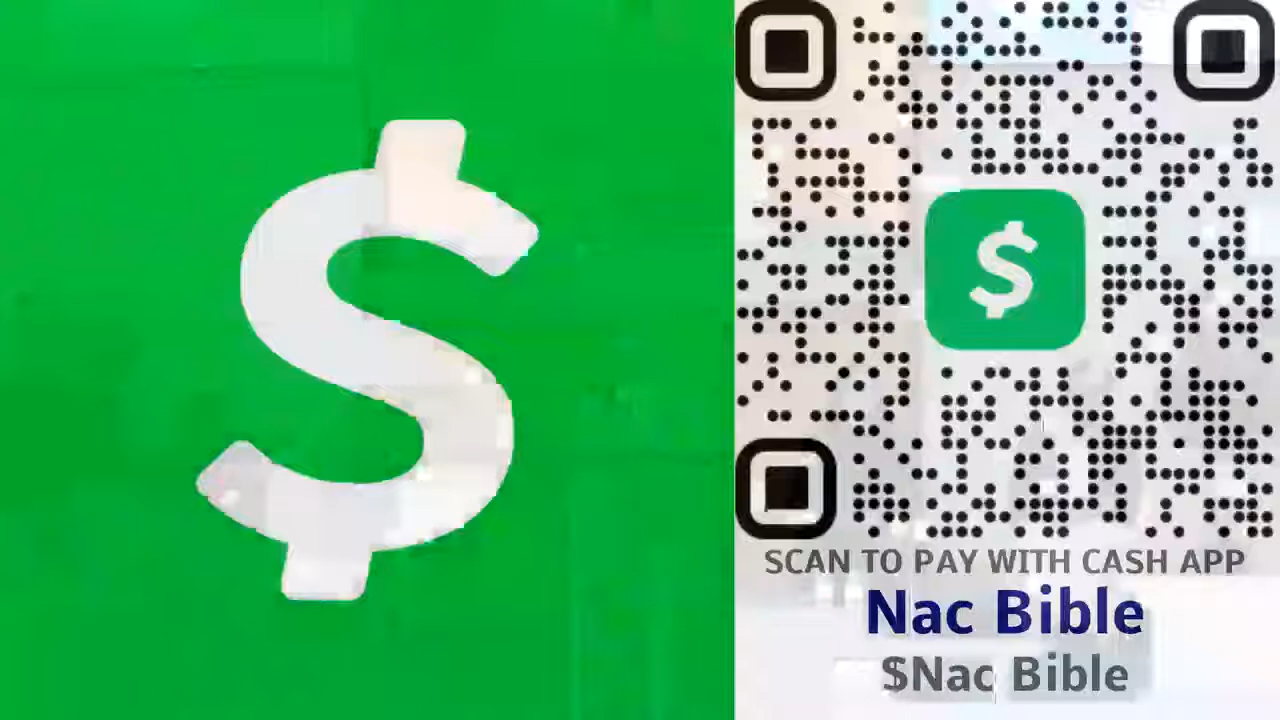 $
$
SCAN TO PAY WITH CASH APP
Nac Bible
$Nac Bible